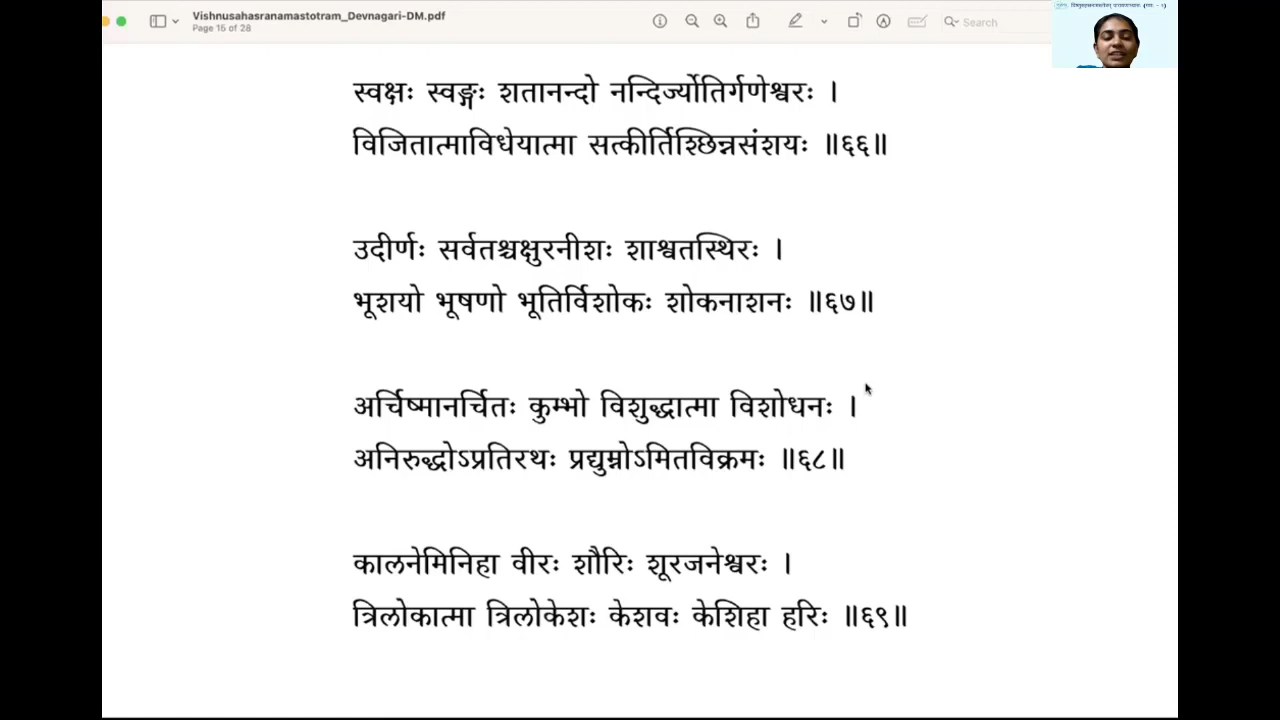 Vishnusahasranamastotram_Devnagari-DM.pdf
Page 15 of 28
Search
स्वक्षः स्वङ्गः शतानन्दो नन्दिर्ज्योतिर्गणेश्वरः ।
विजितात्माविधेयात्मा सत्कीर्तिश्छिन्नसंशयः ॥६६॥
उदीर्णः सर्वतश्चक्षुरनीशः शाश्वतस्थिरः ।
भूशयो भूषणो भूतिर्विशोकः शोकनाशनः ॥६७॥
अर्चिष्मानर्चितः कुम्भो विशुद्धात्मा विशोधनः ।
अनिरुद्धोऽप्रतिरथः प्रद्युम्नोऽमितविक्रमः ॥६८॥
कालनेमिनिहा वीरः शौरिः शूरजनेश्वरः ।
त्रिलोकात्मा त्रिलोकेशः केशवः केशिहा हरिः ॥६९॥